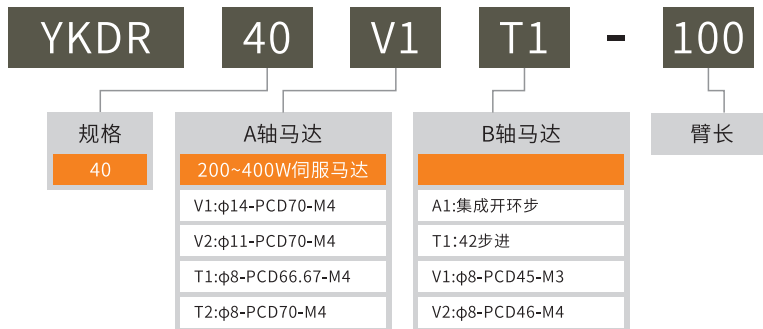 YKDR 40 V1 T1 - 100
规格 A轴马达 B轴马达 臂长
40 200~400W伺服马达
V1:φ14-PCD70-M4 A1:集成开环步
V2:φ11-PCD70-M4 T1:42步进
T1:φ8-PCD66.67-M4 V1:φ8-PCD45-M3
T2:φ8-PCD70-M4 V2:φ8-PCD46-M4